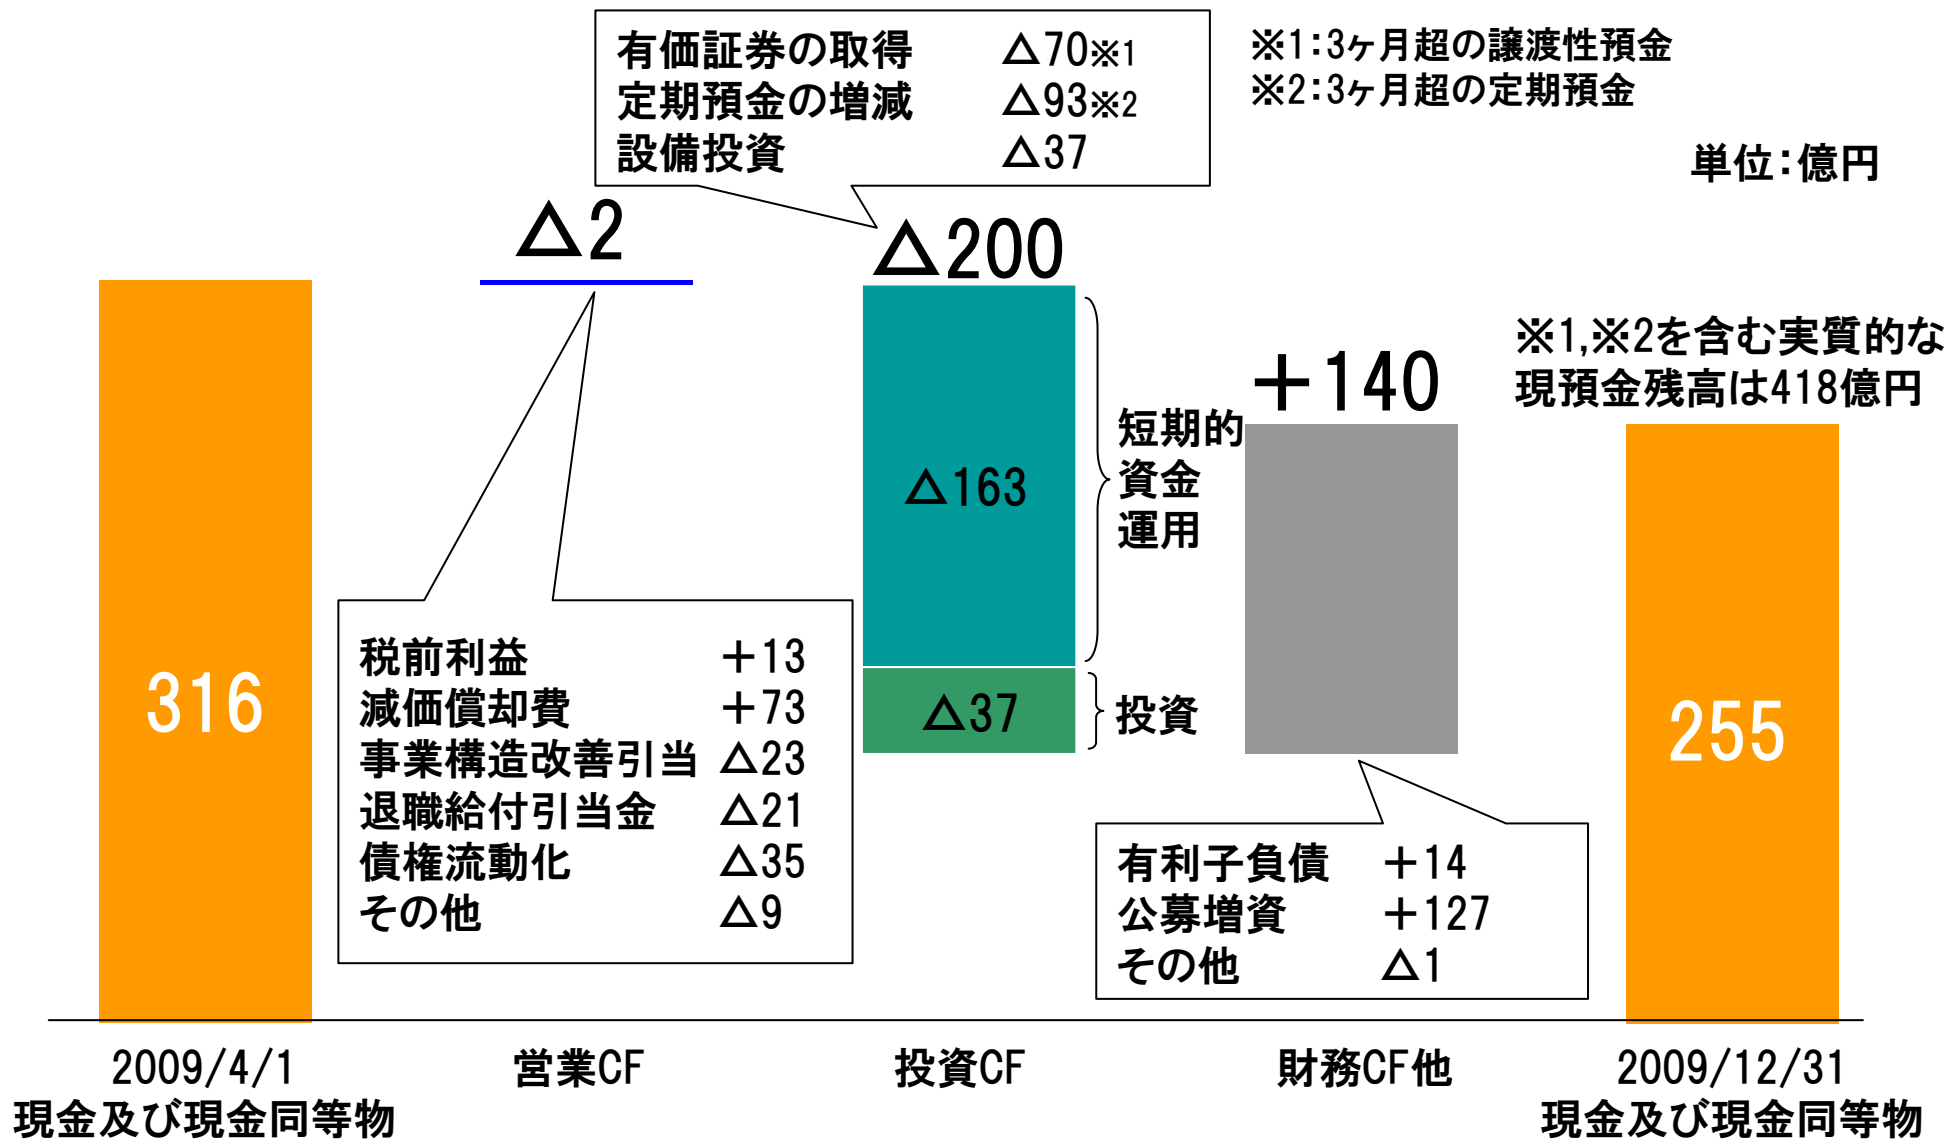 有価証券の取得 △70※1
定期預金の増減 △93※2
設備投資 △37
※1:3ヶ月超の譲渡性預金
※2:3ヶ月超の定期預金
単位:億円
△2
△200
※1,※2を含む実質的な
現預金残高は418億円
+140
短期的
資金
運用
△163
316
税前利益 +13
減価償却費 +73
事業構造改善引当 △23
退職給付引当金 △21
債権流動化 △35
その他 △9
△37
投資
255
有利子負債 +14
公募増資 +127
その他 △1
2009/4/1
現金及び現金同等物
営業CF
投資CF
財務CF他
2009/12/31
現金及び現金同等物